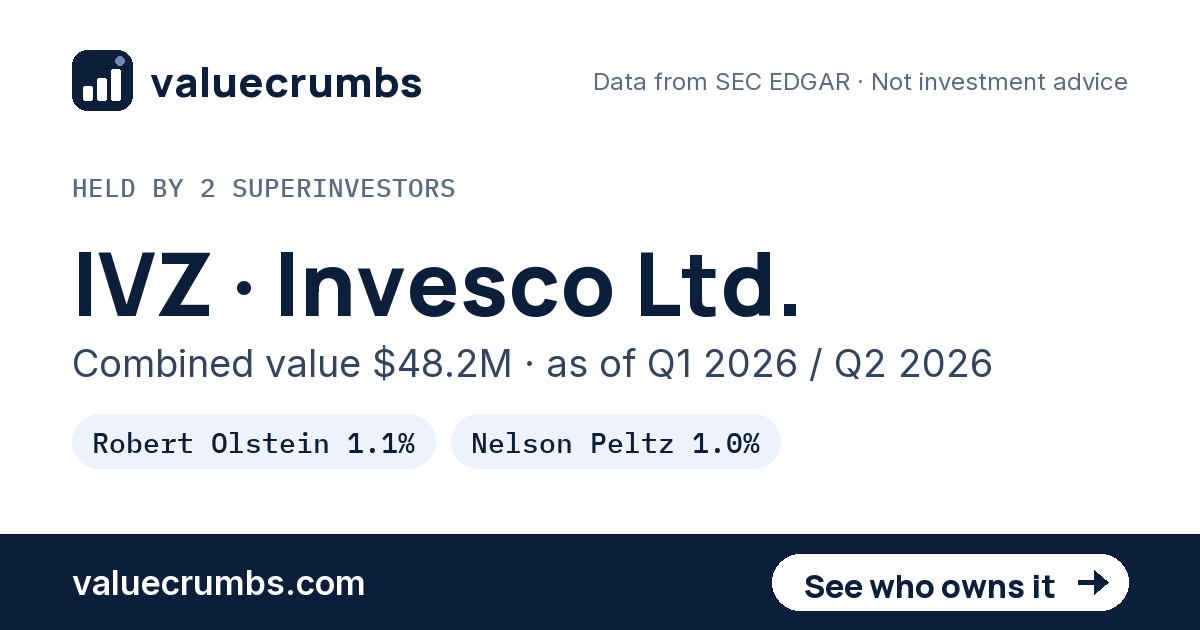 valuecrumbs
Data from SEC EDGAR · Not investment advice
HELD BY 2 SUPERINVESTORS
IVZ · Invesco Ltd.
Combined value $48.2M · as of Q1 2026 / Q2 2026
Robert Olstein 1.1%
Nelson Peltz 1.0%
valuecrumbs.com
See who owns it →